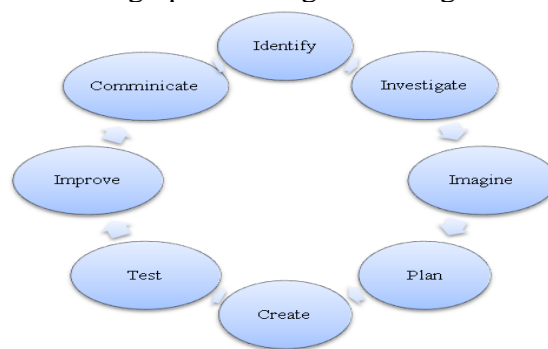 Identify
Investigate
Imagine
Plan
Create
Test
Improve
Comminicate